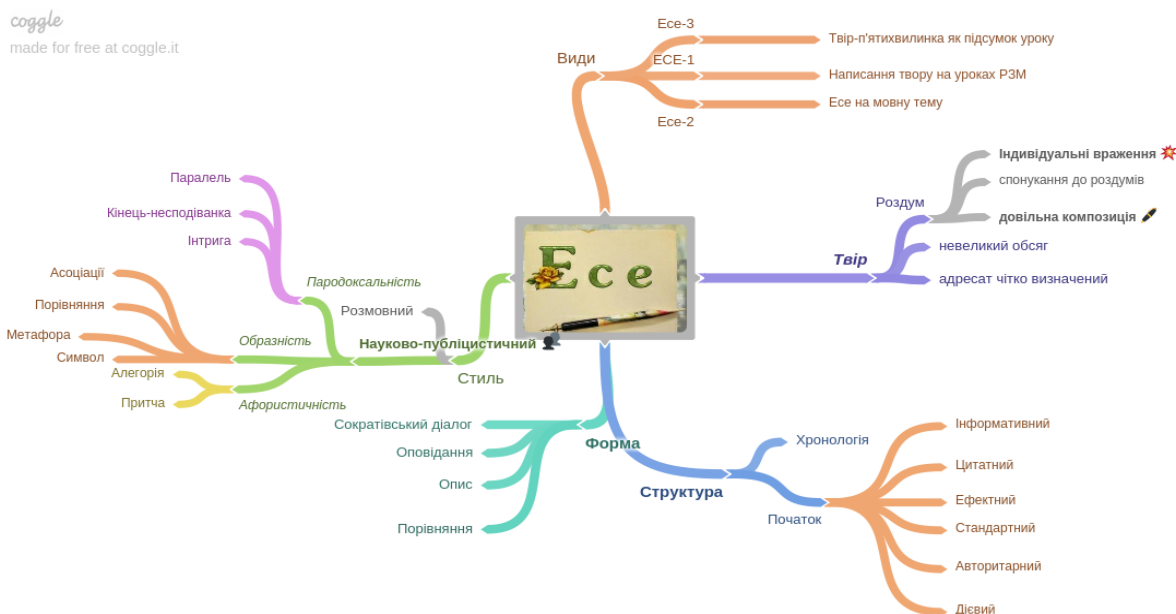 coggle
made for free at coggle.it
Види
Есе-3
Твір-п'ятихвилинка як підсумок уроку
ЕСЕ-1
Написання твору на уроках РЗМ
Есе-2
Есе на мовну тему
Есе
Твір
Роздум
Індивідуальні враження
спонукання до роздумів
довільна композиція
невеликий обсяг
адресат чітко визначений
Стиль
Розмовний
Науково-публіцистичний
Пародоксальність
Паралель
Кінець-несподіванка
Інтрига
Образність
Асоціації
Порівняння
Метафора
Символ
Афористичність
Алегорія
Притча
Форма
Сократівський діалог
Оповідання
Опис
Порівняння
Структура
Хронологія
Початок
Інформативний
Цитатний
Ефектний
Стандартний
Авторитарний
Дієвий